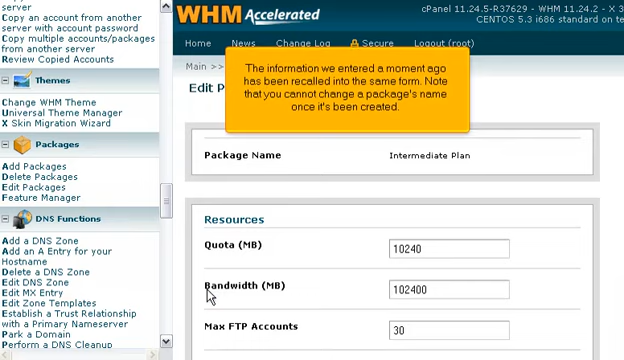 server
Copy an account from another
server with account password
Copy multiple accounts/packages
from another server
Review Copied Accounts
Themes
Change WHM Theme
Universal Theme Manager
X Skin Migration Wizard
Packages
Add Packages
Delete Packages
Edit Packages
Feature Manager
DNS Functions
Add a DNS Zone
Add an A Entry for your
Hostname
Delete a DNS Zone
Edit DNS Zone
Edit MX Entry
Edit Zone Templates
Establish a Trust Relationship
with a Primary Nameserver
Park a Domain
Perform a DNS Cleanup
WHM Accelerated
cPanel 11.24.5-R37629 - WHM 11.24.2 - X 3
CENTOS 5.3 i686 standard on
Home News Change Log Secure Logout (root)
Main >>
Edit P
The information we entered a moment ago
has been recalled into the same form. Note
that you cannot change a package's name
once it's been created.
Package Name Intermediate Plan
Resources
Quota (MB) 10240
Bandwidth (MB) 102400
Max FTP Accounts 30